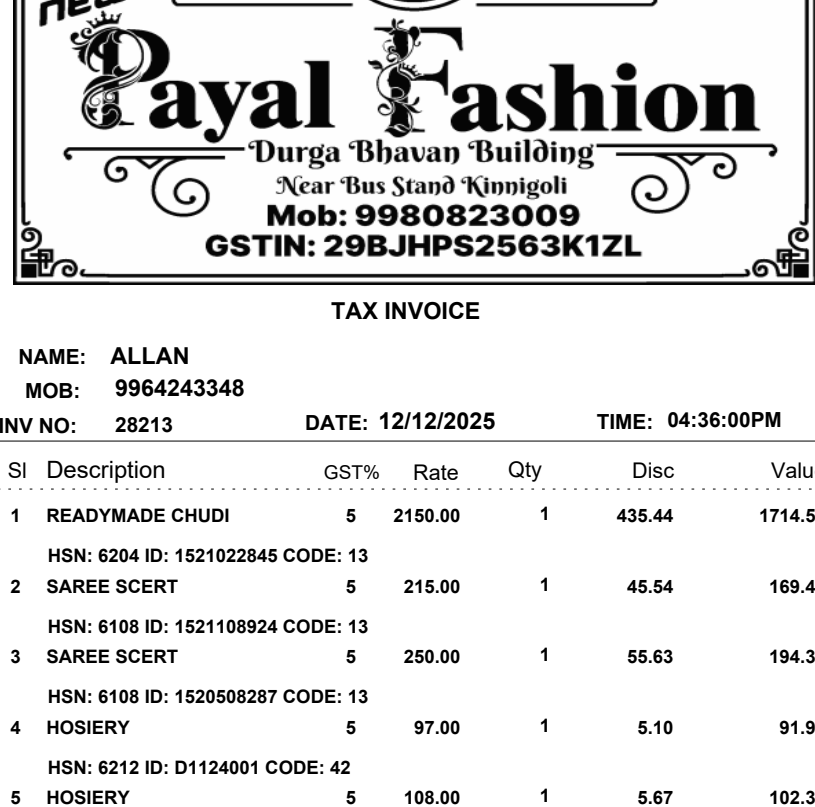 Payal Fashion
Durga Bhavan Building
Near Bus Stand Kinnigoli
Mob: 9980823009
GSTIN: 29BJHPS2563K1ZL
TAX INVOICE
NAME: ALLAN
MOB: 9964243348
INV NO: 28213 DATE: 12/12/2025 TIME: 04:36:00PM
Sl Description GST% Rate Qty Disc Valu
1 READYMADE CHUDI 5 2150.00 1 435.44 1714.5
HSN: 6204 ID: 1521022845 CODE: 13
2 SAREE SCERT 5 215.00 1 45.54 169.4
HSN: 6108 ID: 1521108924 CODE: 13
3 SAREE SCERT 5 250.00 1 55.63 194.3
HSN: 6108 ID: 1520508287 CODE: 13
4 HOSIERY 5 97.00 1 5.10 91.9
HSN: 6212 ID: D1124001 CODE: 42
5 HOSIERY 5 108.00 1 5.67 102.3